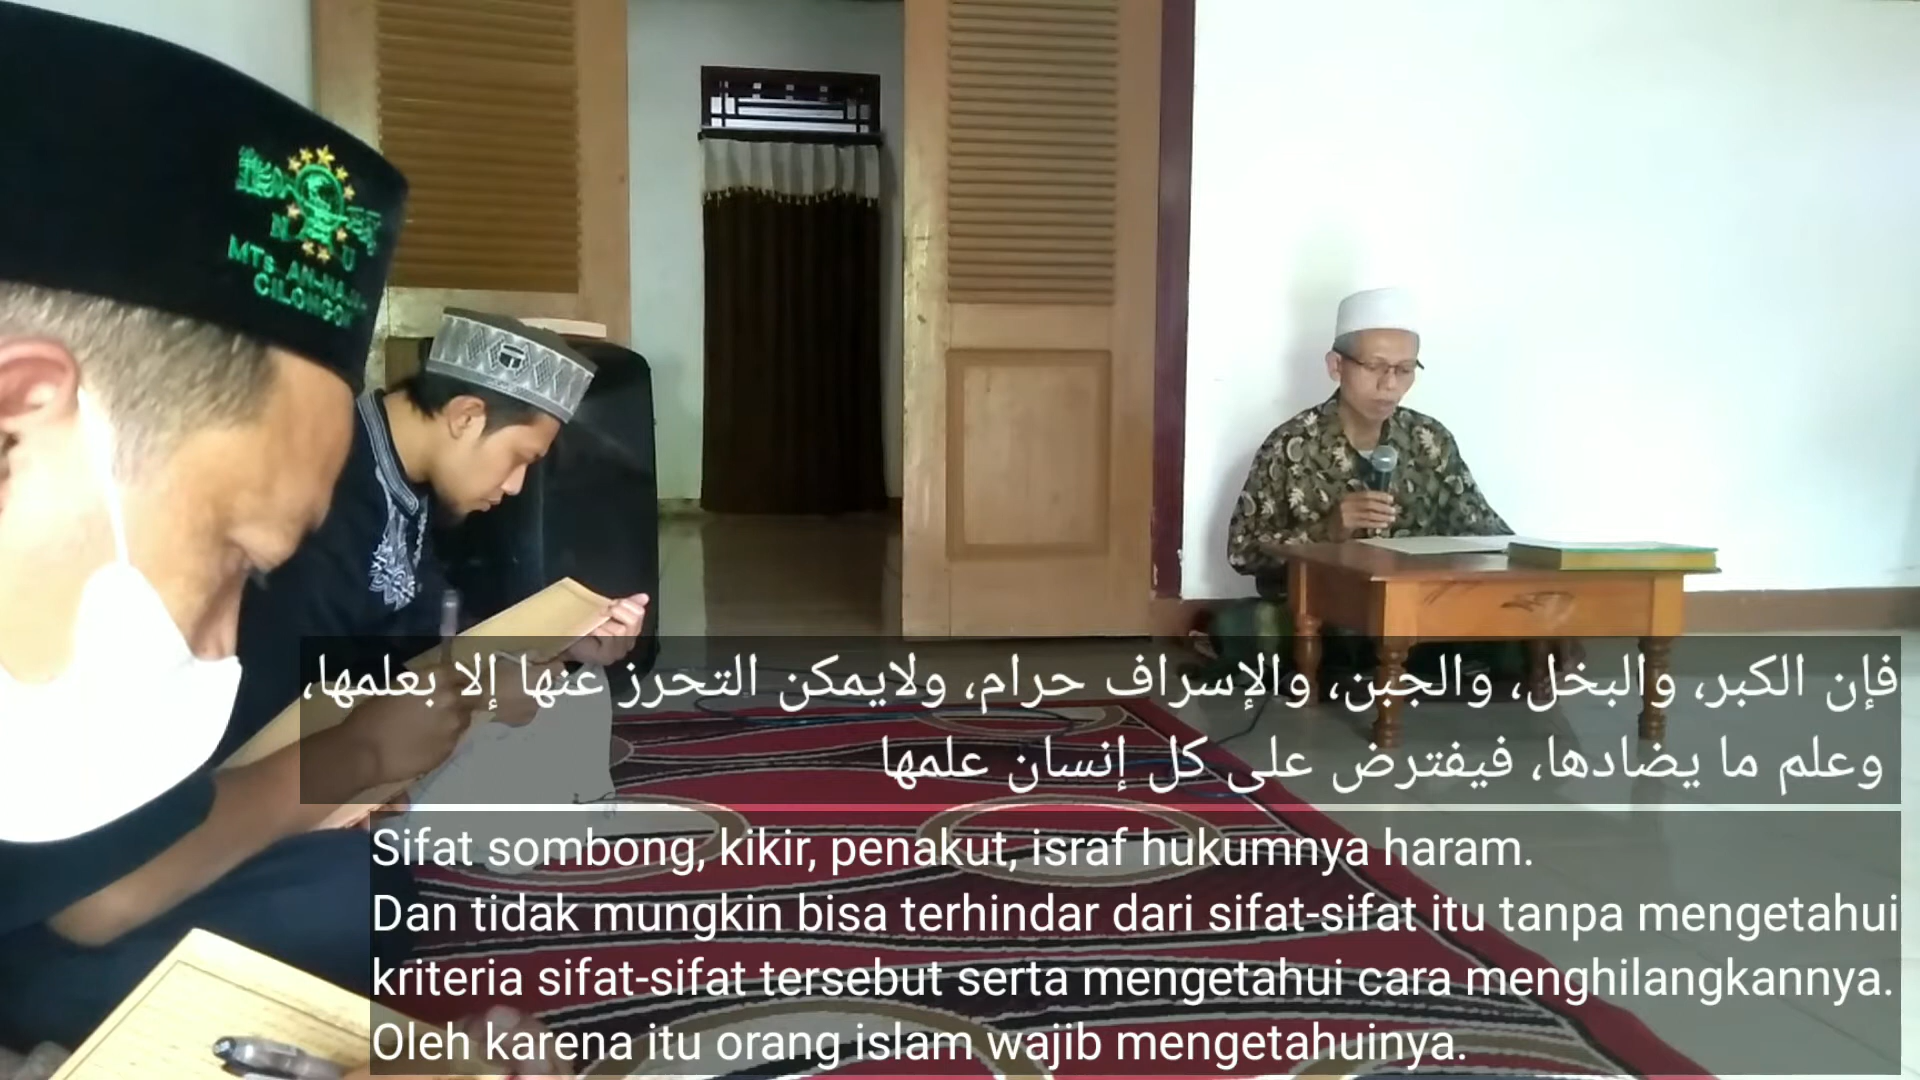 N U
MTs AN-NAJ
CILONGOK
فإن الكبر، والبخل، والجبن، والإسراف حرام، ولايمكن التحرز عنها إلا بعلمها،
وعلم ما يضادها، فيفترض على كل إنسان علمها
Sifat sombong, kikir, penakut, israf hukumnya haram.
Dan tidak mungkin bisa terhindar dari sifat-sifat itu tanpa mengetahui
kriteria sifat-sifat tersebut serta mengetahui cara menghilangkannya.
Oleh karena itu orang islam wajib mengetahuinya.